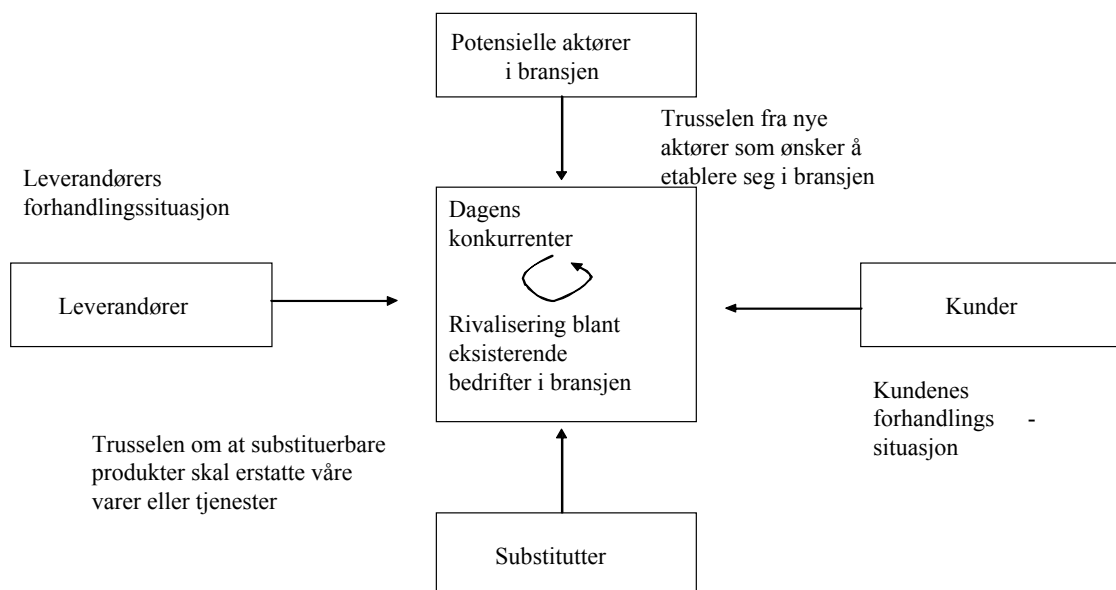 Potensielle aktører
i bransjen
Trusselen fra nye
aktører som ønsker å
etablere seg i bransjen
Leverandørers
forhandlingssituasjon
Dagens
konkurrenter
Leverandører
Kunder
Rivalisering blant
eksisterende
bedrifter i bransjen
Kundenes
forhandlings -
situasjon
Trusselen om at substituerbare
produkter skal erstatte våre
varer eller tjenester
Substitutter